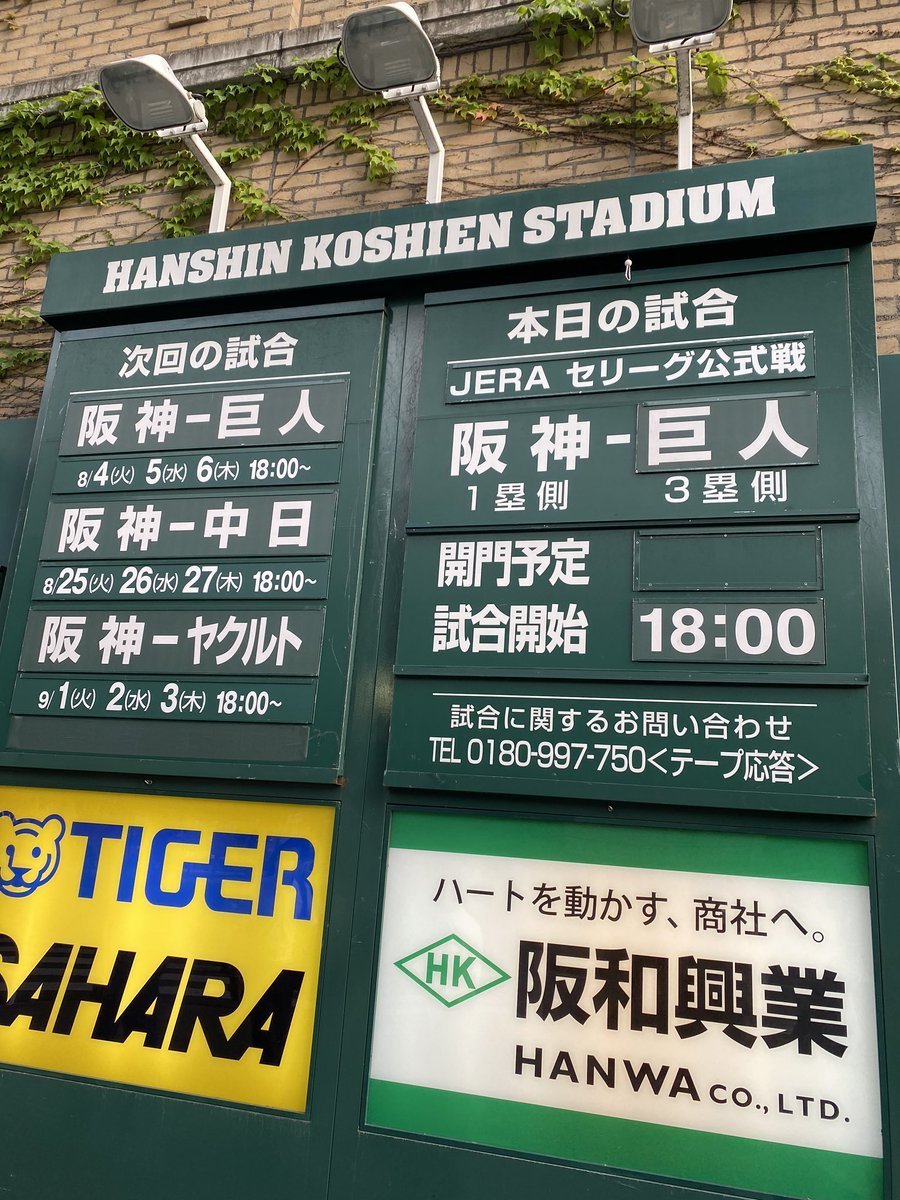 HANSHIN KOSHIEN STADIUM
次回の試合
阪神-巨人
8/4(火) 5(水) 6(木) 18:00~
阪神-中日
8/25(火) 26(水) 27(木) 18:00~
阪神-ヤクルト
9/1(火) 2(水) 3(木) 18:00~
本日の試合
JERA セリーグ公式戦
阪神-巨人
1塁側 3塁側
開門予定
試合開始 18:00
試合に関するお問い合わせ
TEL 0180-997-750<テープ応答>
TIGER
SAHARA
ハートを動かす、商社へ。
HK 阪和興業
HANWA CO., LTD.